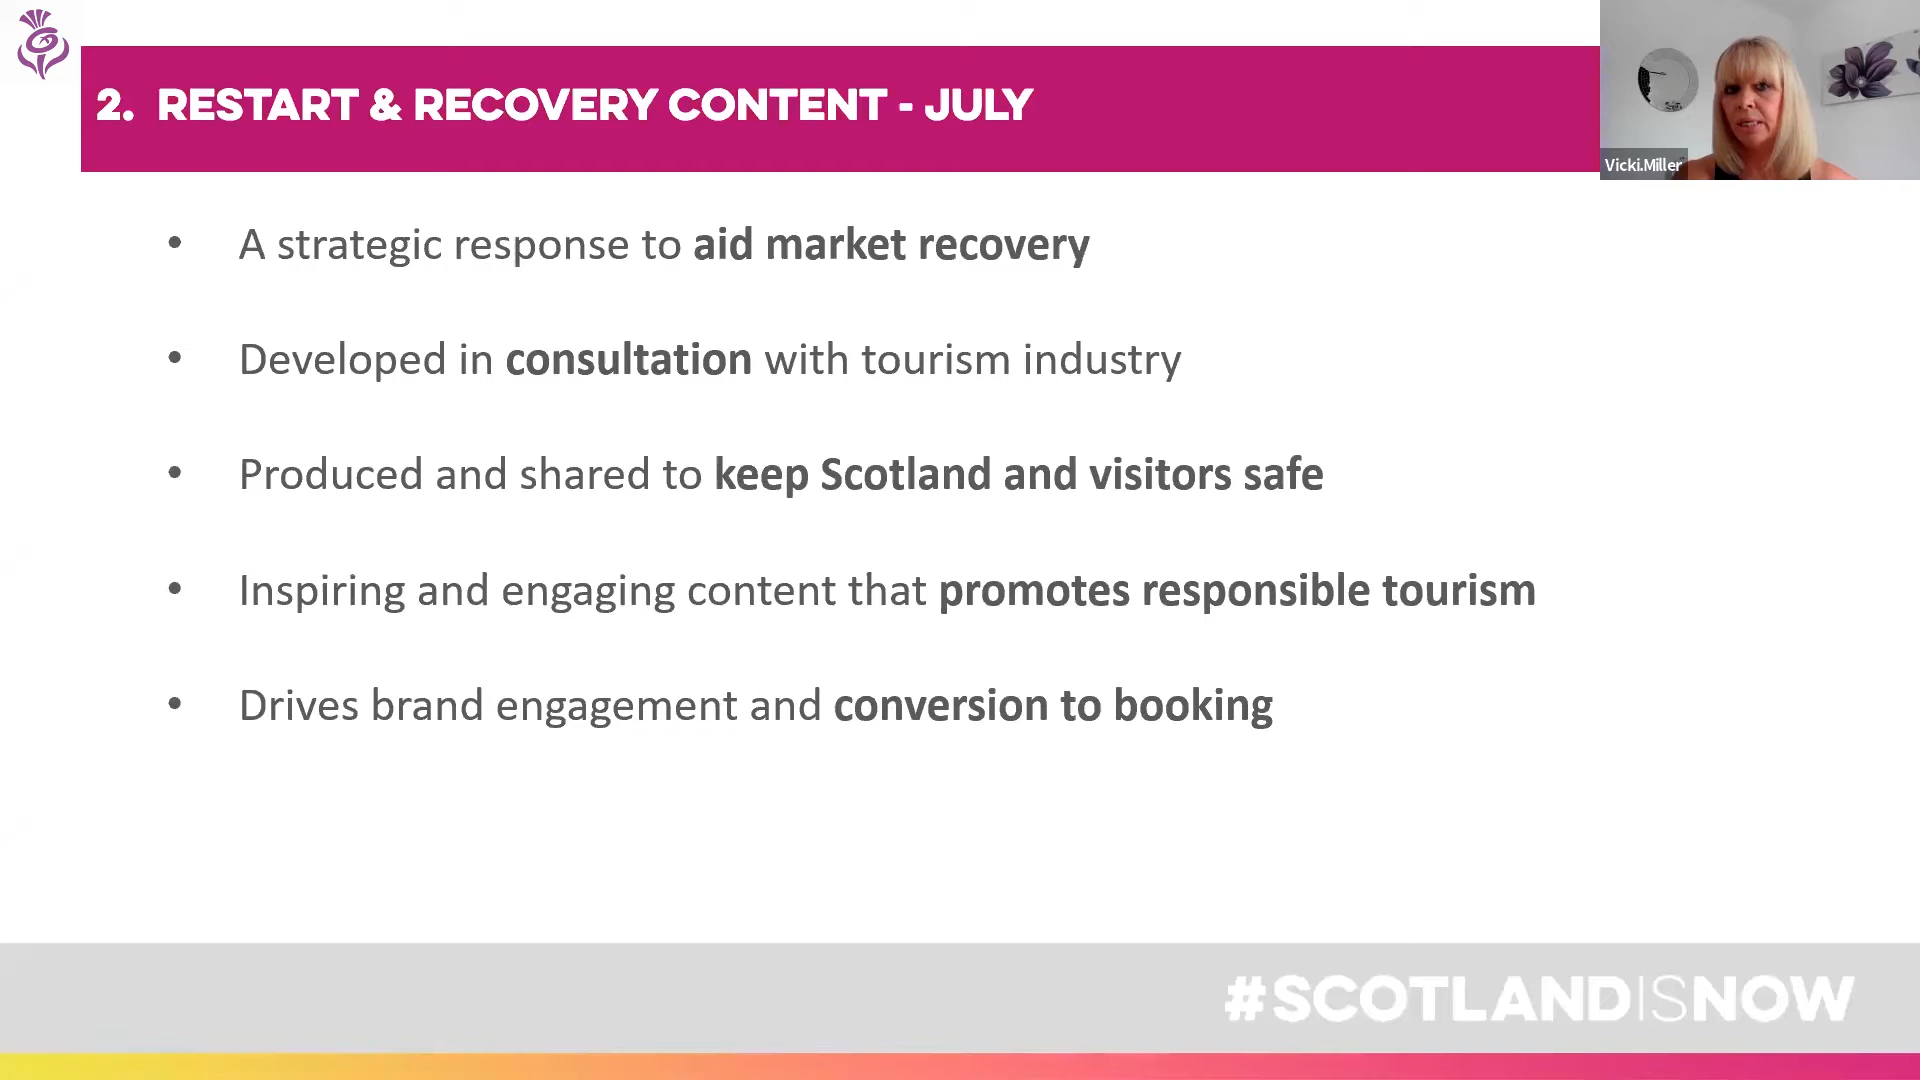 2. RESTART & RECOVERY CONTENT - JULY
Vicki.Miller
• A strategic response to aid market recovery
• Developed in consultation with tourism industry
• Produced and shared to keep Scotland and visitors safe
• Inspiring and engaging content that promotes responsible tourism
• Drives brand engagement and conversion to booking
#SCOTLANDISNOW